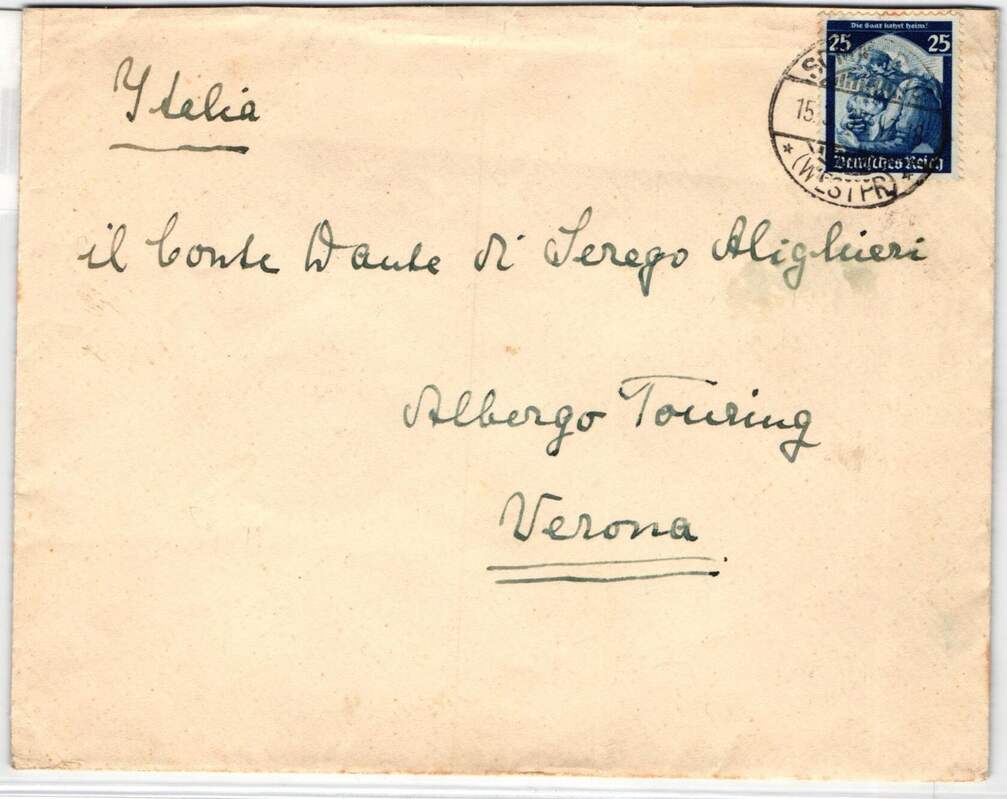 Die Saar kehrt heim!
25 25
Deutsches Reich
(WESTPR)
Italia
il Conte Dante di Serego Alighieri
Albergo Touring
Verona